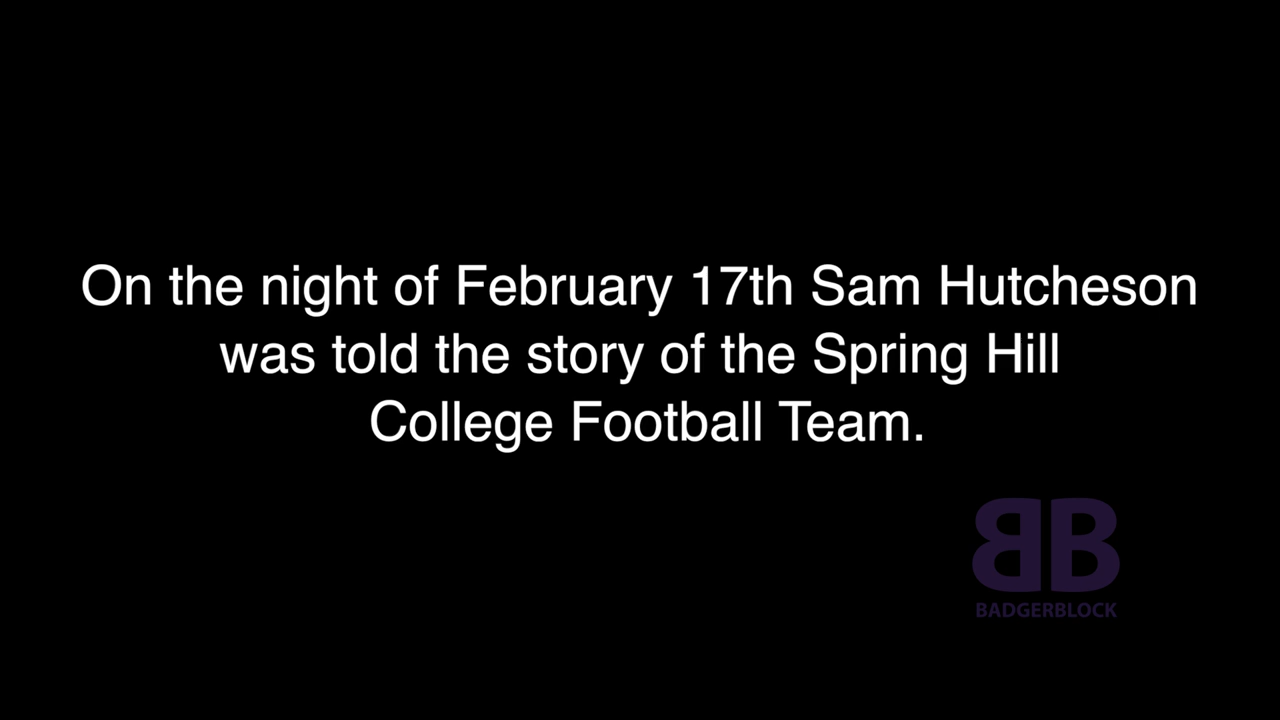 On the night of February 17th Sam Hutcheson
was told the story of the Spring Hill
College Football Team.
BB
BADGERBLOCK